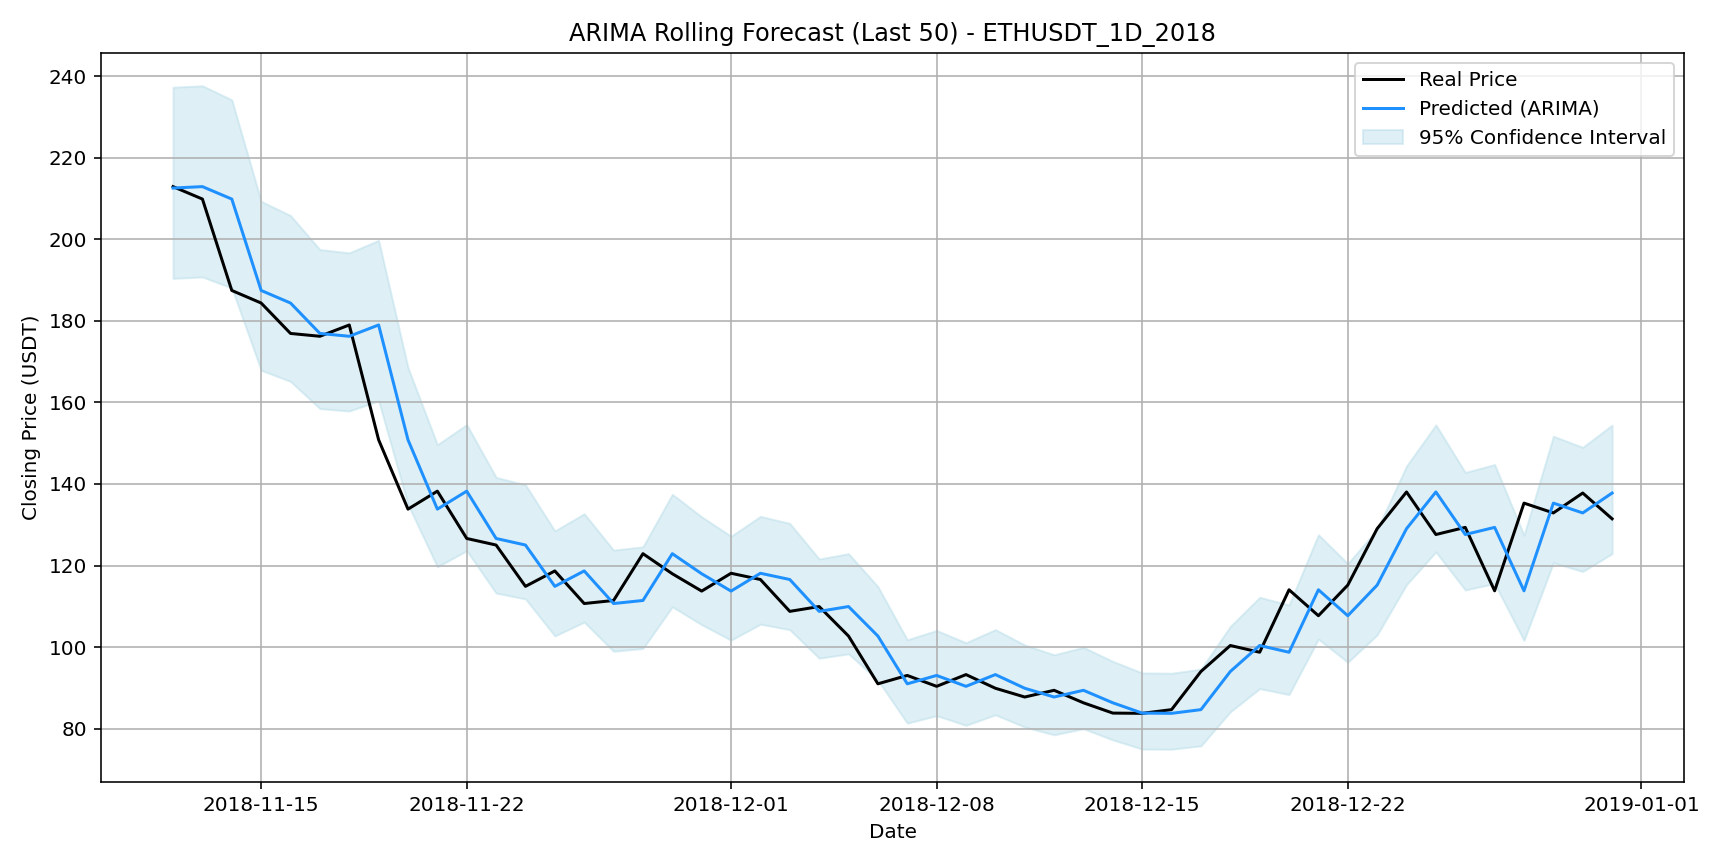 ARIMA Rolling Forecast (Last 50) - ETHUSDT_1D_2018
Real Price
Predicted (ARIMA)
95% Confidence Interval
Closing Price (USDT)
240
220
200
180
160
140
120
100
80
2018-11-15
2018-11-22
2018-12-01
2018-12-08
2018-12-15
2018-12-22
2019-01-01
Date